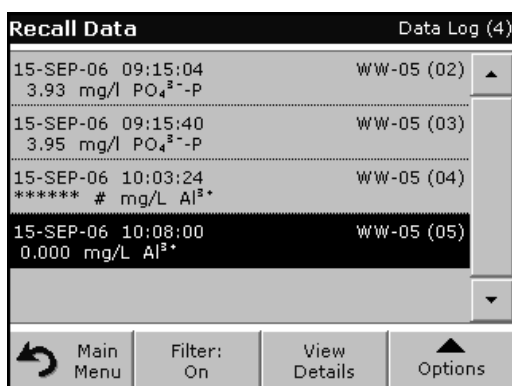 Recall Data Data Log (4)
15-SEP-06 09:15:04 WW-05 (02)
3.93 mg/l PO₄³⁻-P
15-SEP-06 09:15:40 WW-05 (03)
3.95 mg/l PO₄³⁻-P
15-SEP-06 10:03:24 WW-05 (04)
****** # mg/L Al³⁺
15-SEP-06 10:08:00 WW-05 (05)
0.000 mg/L Al³⁺
Main Menu
Filter: On
View Details
Options